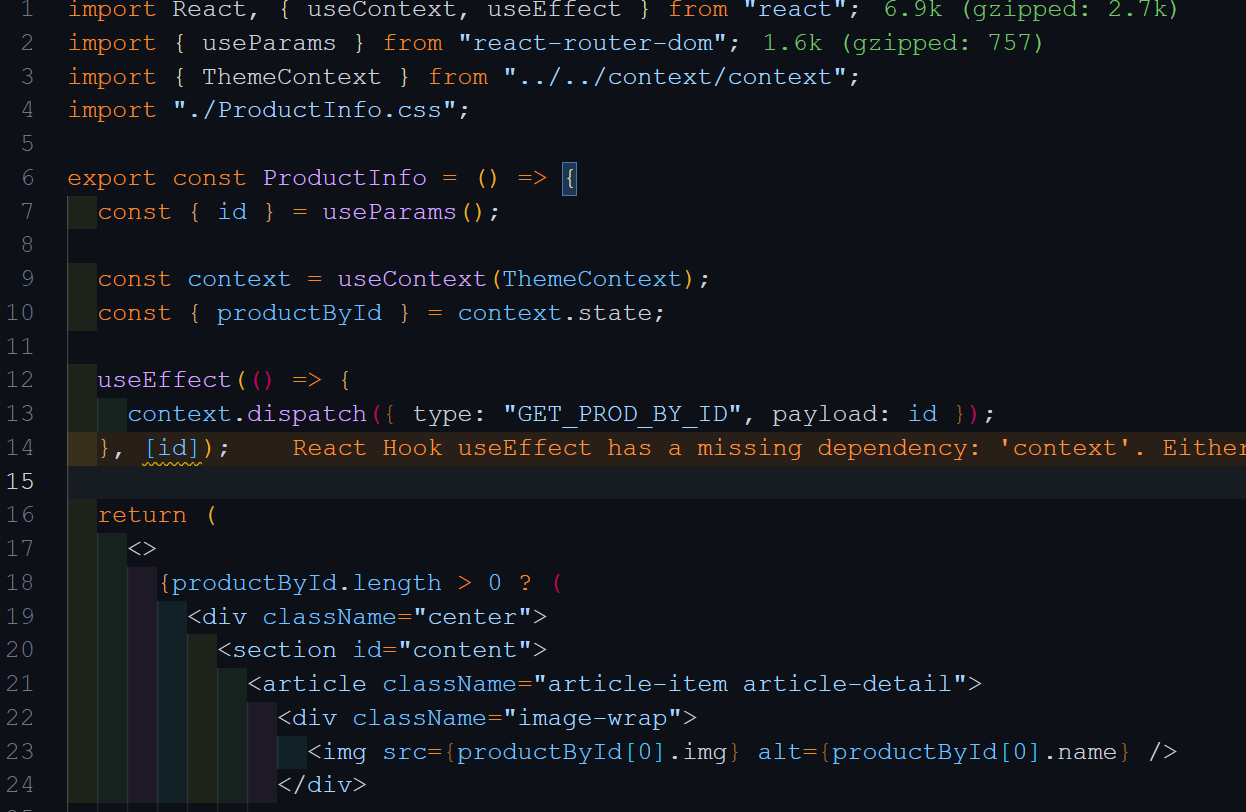 1 import React, { useContext, useEffect } from "react"; 6.9k (gzipped: 2.7k)
2 import { useParams } from "react-router-dom"; 1.6k (gzipped: 757)
3 import { ThemeContext } from "../../context/context";
4 import "./ProductInfo.css";
5
6 export const ProductInfo = () => {
7   const { id } = useParams();
8
9   const context = useContext(ThemeContext);
10   const { productById } = context.state;
11
12   useEffect(() => {
13     context.dispatch({ type: "GET_PROD_BY_ID", payload: id });
14   }, [id]);    React Hook useEffect has a missing dependency: 'context'. Either
15
16   return (
17     <>
18       {productById.length > 0 ? (
19         <div className="center">
20           <section id="content">
21             <article className="article-item article-detail">
22               <div className="image-wrap">
23                 <img src={productById[0].img} alt={productById[0].name} />
24               </div>